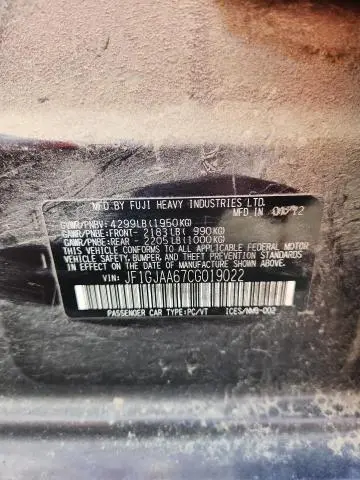 MFD BY FUJI HEAVY INDUSTRIES LTD.
MFD IN 01/12
GVWR/PNBV: 4299LB(1950KG)
GAWR/PNBE:FRONT- 2183LB( 990KG)
GAWR/PNBE:REAR - 2205LB(1000KG)
THIS VEHICLE CONFORMS TO ALL APPLICABLE FEDERAL MOTOR
VEHICLE SAFETY, BUMPER, AND THEFT PREVENTION STANDARDS
IN EFFECT ON THE DATE OF MANUFACTURE SHOWN ABOVE.
VIN: JF1GJAA67CG019022
PASSENGER CAR TYPE:PC/VT ICES/NMB-002